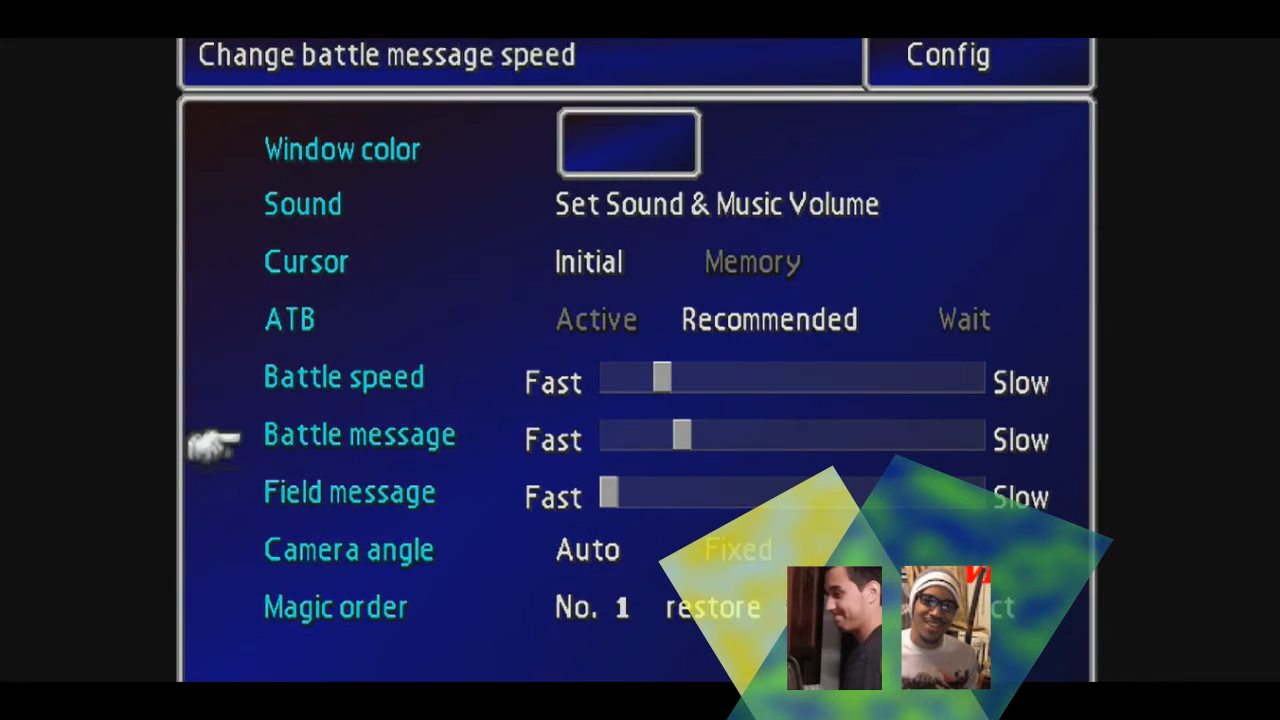 Change battle message speed Config
Window color
Sound Set Sound & Music Volume
Cursor Initial Memory
ATB Active Recommended Wait
Battle speed Fast Slow
Battle message Fast Slow
Field message Fast Slow
Camera angle Auto Fixed
Magic order No. 1 restore